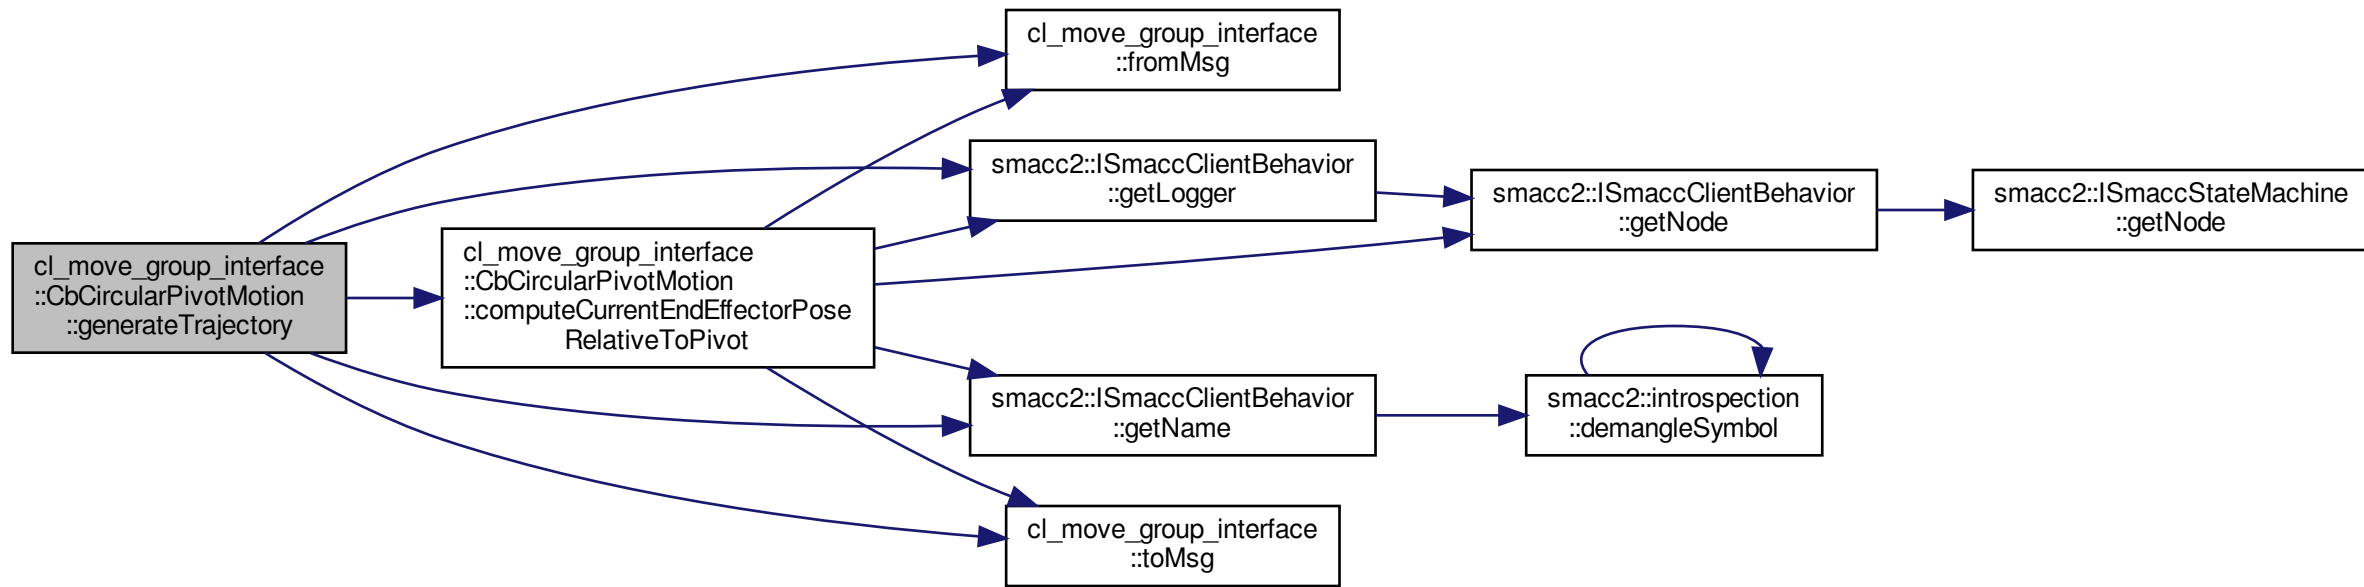 cl_move_group_interface
::CbCircularPivotMotion
::generateTrajectory
cl_move_group_interface
::CbCircularPivotMotion
::computeCurrentEndEffectorPose
RelativeToPivot
cl_move_group_interface
::fromMsg
smacc2::ISmaccClientBehavior
::getLogger
smacc2::ISmaccClientBehavior
::getName
cl_move_group_interface
::toMsg
smacc2::ISmaccClientBehavior
::getNode
smacc2::introspection
::demangleSymbol
smacc2::ISmaccStateMachine
::getNode